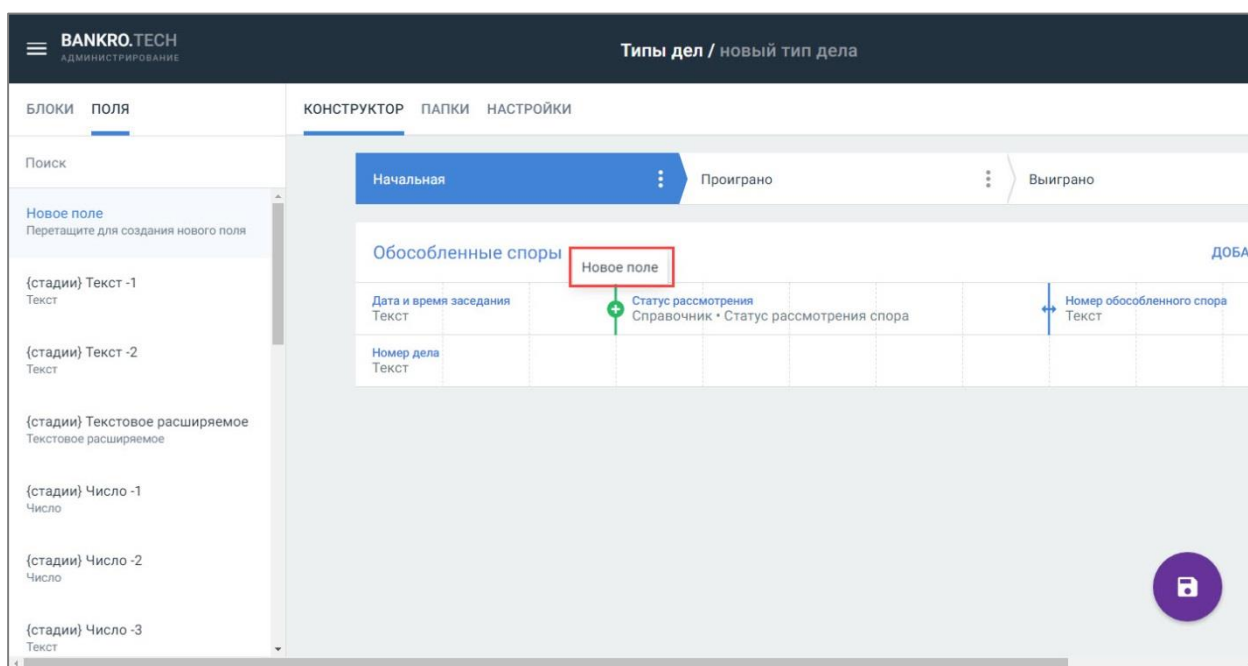 BANKRO.TECH
АДМИНИСТРИРОВАНИЕ
Типы дел / новый тип дела
БЛОКИ ПОЛЯ
КОНСТРУКТОР ПАПКИ НАСТРОЙКИ
Поиск
Начальная
Проиграно
Выиграно
Новое поле
Перетащите для создания нового поля
{стадии} Текст -1
Текст
{стадии} Текст -2
Текст
{стадии} Текстовое расширяемое
Текстовое расширяемое
{стадии} Число -1
Число
{стадии} Число -2
Число
{стадии} Число -3
Текст
Обособленные споры
ДОБА
Новое поле
Дата и время заседания
Текст
Статус рассмотрения
Справочник • Статус рассмотрения спора
Номер обособленного спора
Текст
Номер дела
Текст